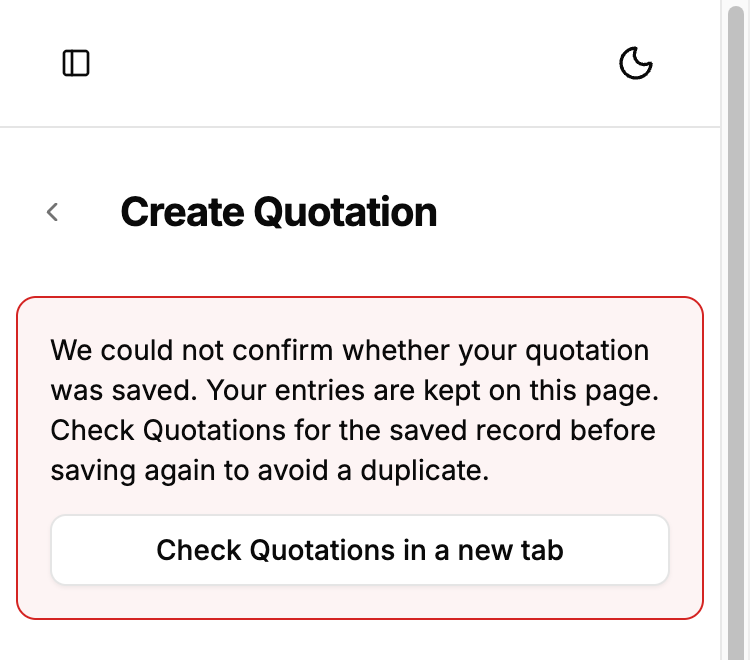 Create Quotation
We could not confirm whether your quotation
was saved. Your entries are kept on this page.
Check Quotations for the saved record before
saving again to avoid a duplicate.
Check Quotations in a new tab